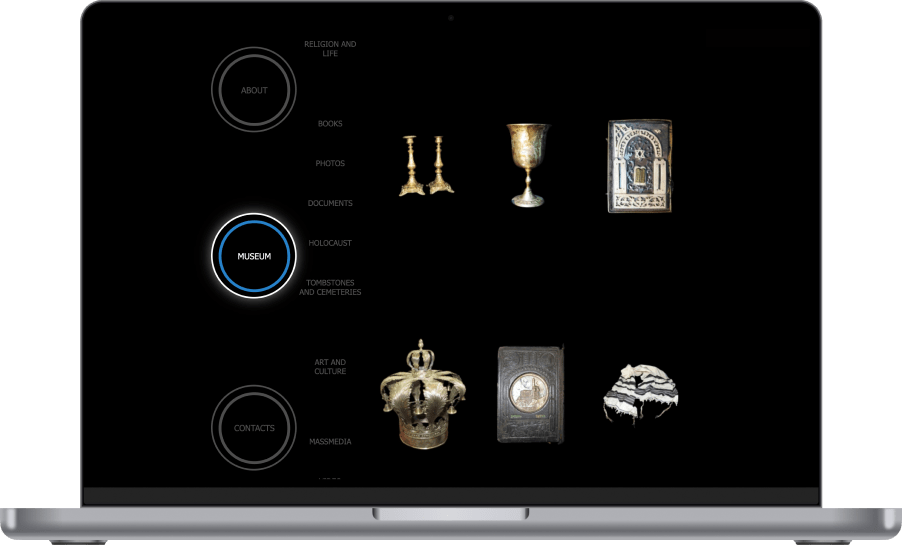 RELIGION AND
LIFE
ABOUT
BOOKS
PHOTOS
DOCUMENTS
HOLOCAUST
MUSEUM
TOMBSTONES
AND CEMETERIES
ART AND
CULTURE
CONTACTS
MASSMEDIA